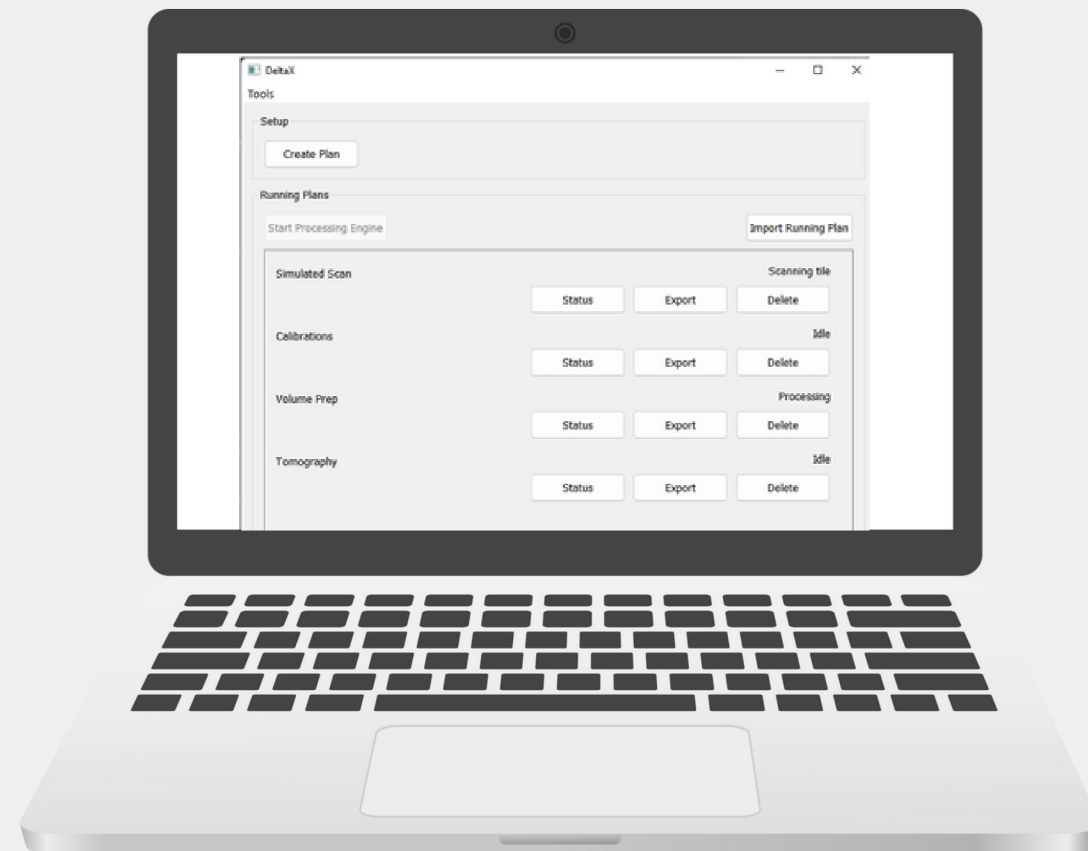 DeltaX
Tools
Setup
Create Plan
Running Plans
Start Processing Engine Import Running Plan
Simulated Scan Scanning tile
Status Export Delete
Calibrations Idle
Status Export Delete
Volume Prep Processing
Status Export Delete
Tomography Idle
Status Export Delete